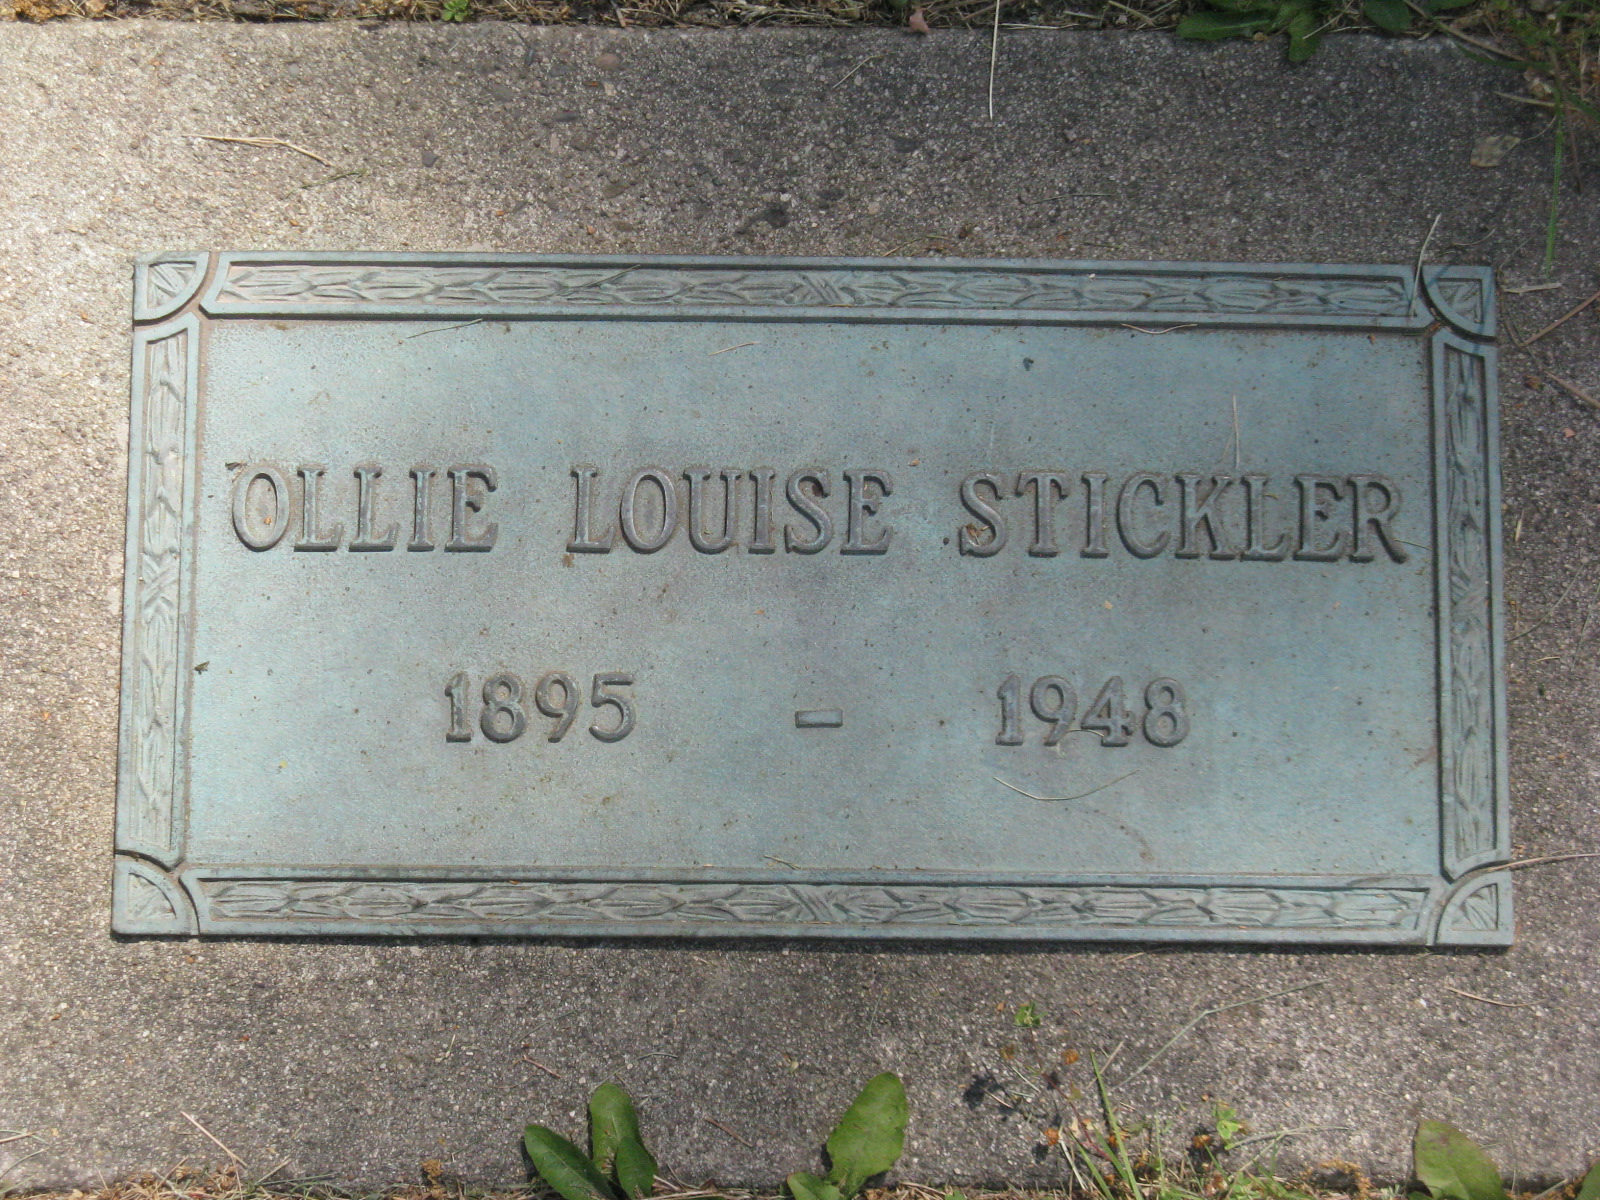 OLLIE LOUISE STICKLER
1895 - 1948